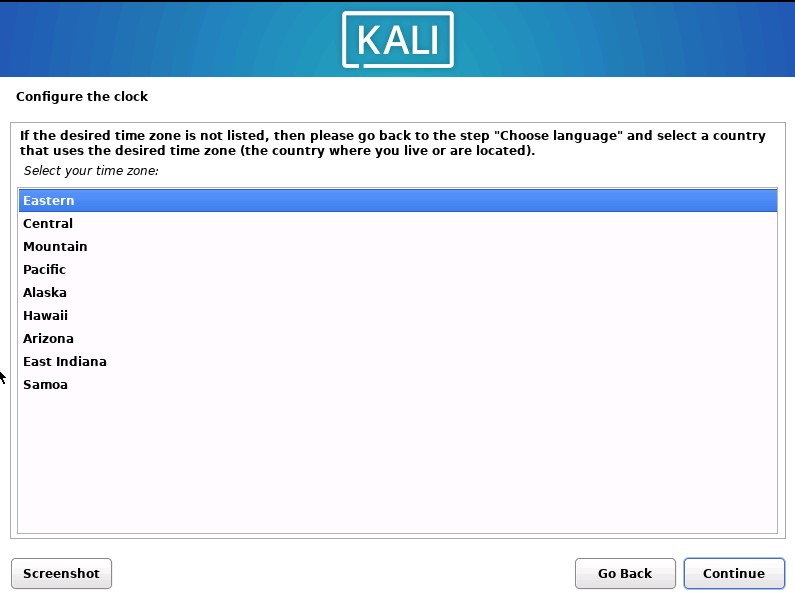 KALI
Configure the clock
If the desired time zone is not listed, then please go back to the step "Choose language" and select a country
that uses the desired time zone (the country where you live or are located).
Select your time zone:
Eastern
Central
Mountain
Pacific
Alaska
Hawaii
Arizona
East Indiana
Samoa
Screenshot
Go Back
Continue